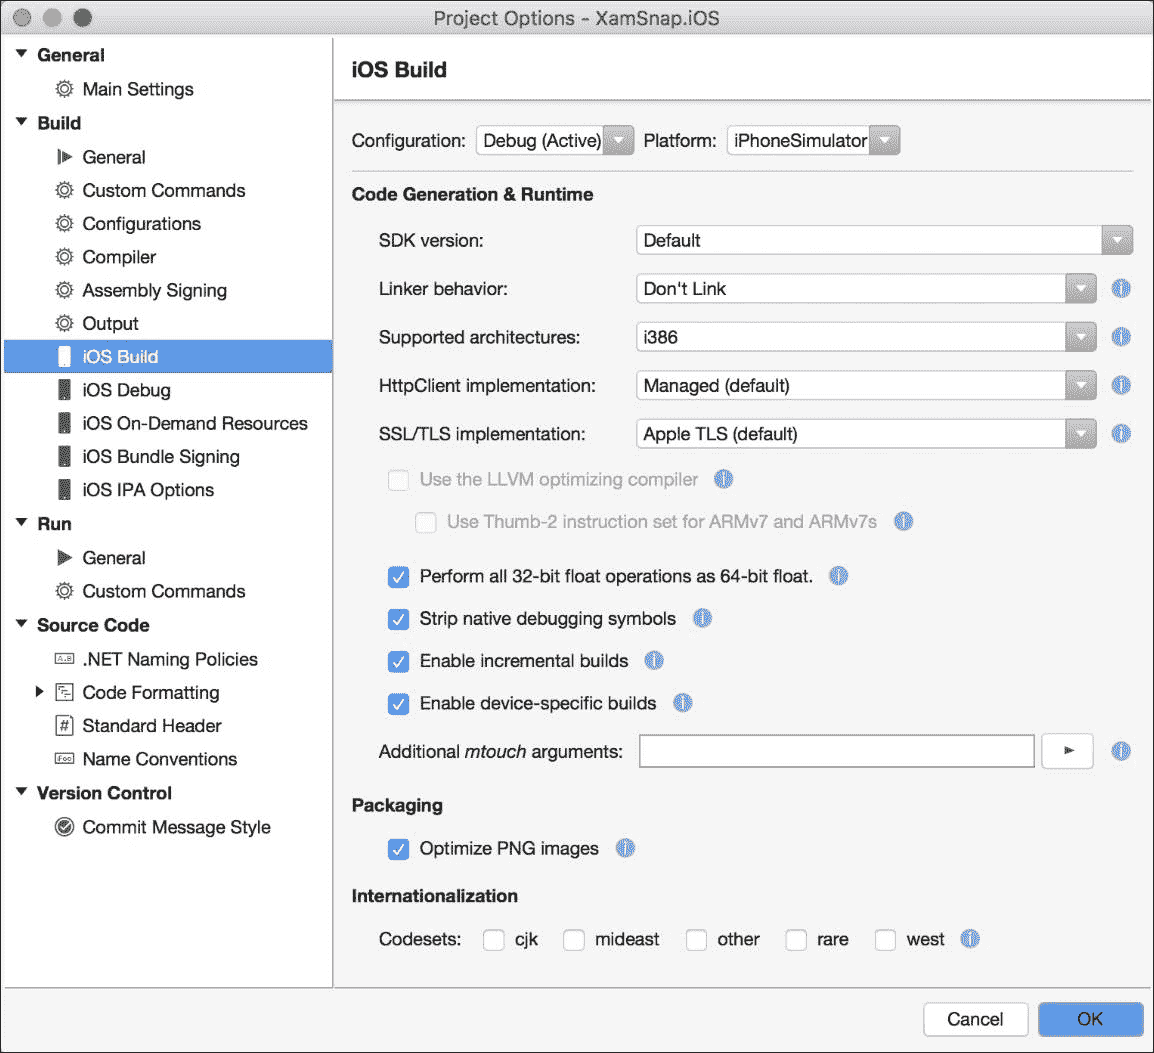 Project Options - XamSnap.iOS
General
Main Settings
Build
General
Custom Commands
Configurations
Compiler
Assembly Signing
Output
iOS Build
iOS Debug
iOS On-Demand Resources
iOS Bundle Signing
iOS IPA Options
Run
General
Custom Commands
Source Code
.NET Naming Policies
Code Formatting
Standard Header
Name Conventions
Version Control
Commit Message Style
iOS Build
Configuration: Debug (Active) Platform: iPhoneSimulator
Code Generation & Runtime
SDK version: Default
Linker behavior: Don't Link
Supported architectures: i386
HttpClient implementation: Managed (default)
SSL/TLS implementation: Apple TLS (default)
Use the LLVM optimizing compiler
Use Thumb-2 instruction set for ARMv7 and ARMv7s
Perform all 32-bit float operations as 64-bit float.
Strip native debugging symbols
Enable incremental builds
Enable device-specific builds
Additional mtouch arguments:
Packaging
Optimize PNG images
Internationalization
Codesets: cjk mideast other rare west
Cancel OK